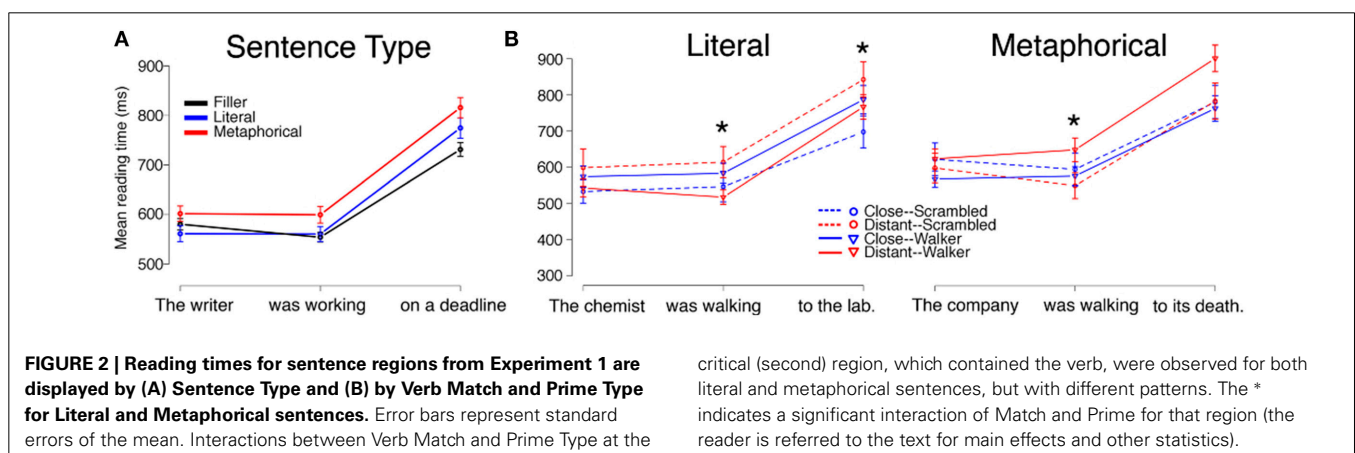 A
Sentence Type
900
800
700
600
500
Mean reading time (ms)
Filler
Literal
Metaphorical
The writer
was working
on a deadline
B
Literal
Metaphorical
900
800
700
600
500
400
300
*
*
*
Close--Scrambled
Distant--Scrambled
Close--Walker
Distant--Walker
The chemist
was walking
to the lab.
The company
was walking
to its death.
FIGURE 2 | Reading times for sentence regions from Experiment 1 are
displayed by (A) Sentence Type and (B) by Verb Match and Prime Type
for Literal and Metaphorical sentences. Error bars represent standard
errors of the mean. Interactions between Verb Match and Prime Type at the
critical (second) region, which contained the verb, were observed for both
literal and metaphorical sentences, but with different patterns. The *
indicates a significant interaction of Match and Prime for that region (the
reader is referred to the text for main effects and other statistics).